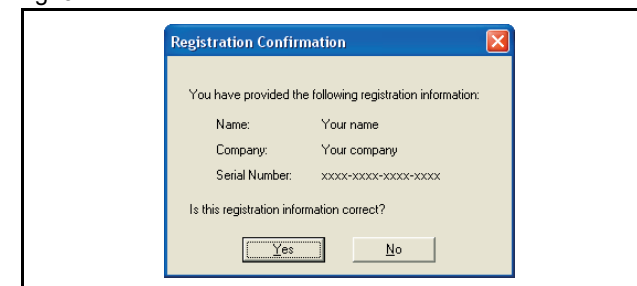 Registration Confirmation
You have provided the following registration information:
Name: Your name
Company: Your company
Serial Number: xxxx-xxxx-xxxx-xxxx
Is this registration information correct?
Yes No